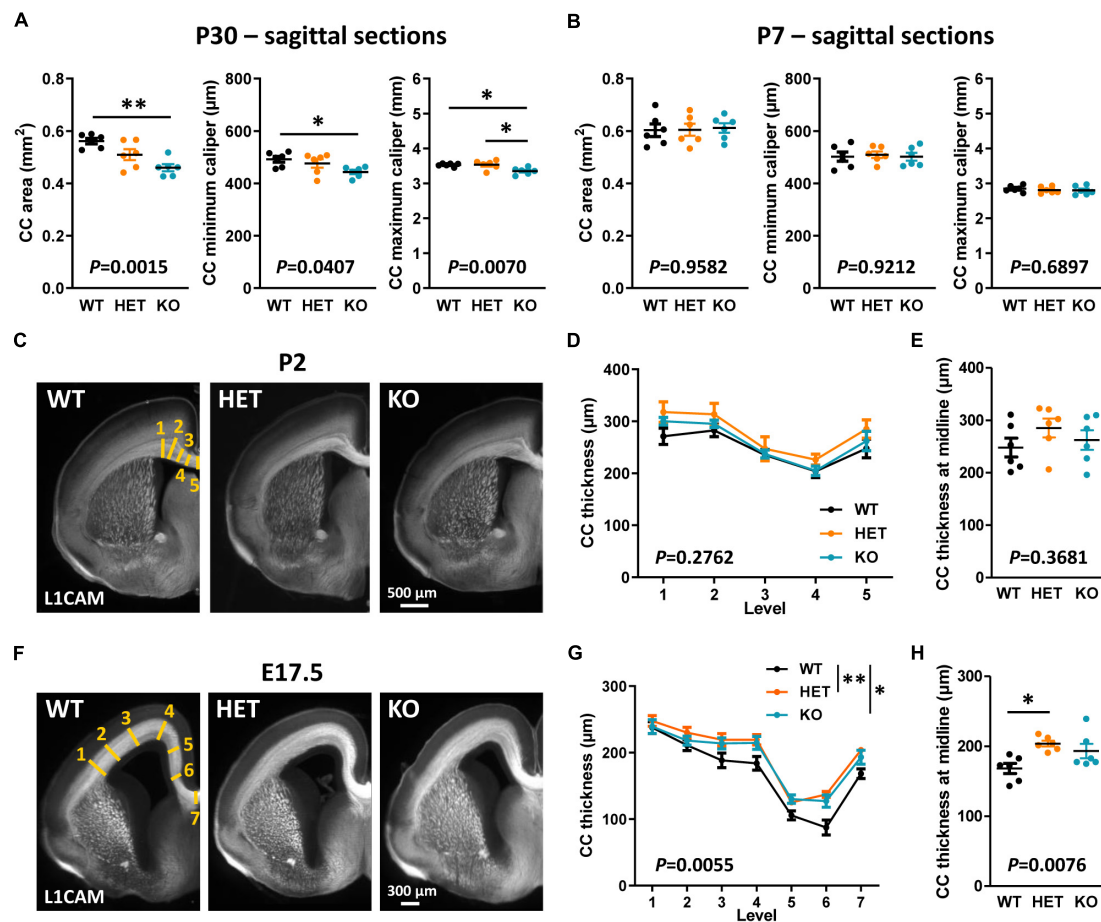 A
P30 – sagittal sections
CC area (mm²)
0.8
0.6
0.4
0.2
0.0
**
P=0.0015
WT HET KO
CC minimum caliper (µm)
800
600
400
200
0
*
P=0.0407
WT HET KO
CC maximum caliper (mm)
6
5
4
3
2
1
0
*
*
P=0.0070
WT HET KO
B
P7 – sagittal sections
CC area (mm²)
0.8
0.6
0.4
0.2
0.0
P=0.9582
WT HET KO
CC mnimum caliper (µm)
800
600
400
200
0
P=0.9212
WT HET KO
CC maximum caliper (mm)
6
5
4
3
2
1
0
P=0.6897
WT HET KO
C
P2
WT
1
2
3
4
5
L1CAM
HET
KO
500 µm
D
CC thickness (µm)
400
300
200
100
0
WT
HET
KO
P=0.2762
1 2 3 4 5
Level
E
CC thickness at midline (µm)
400
300
200
100
0
P=0.3681
WT HET KO
F
E17.5
WT
1
2
3
4
5
6
7
L1CAM
HET
KO
300 µm
G
CC thickness (µm)
300
200
100
0
WT
HET
KO
**
*
P=0.0055
1 2 3 4 5 6 7
Level
H
CC thickness at midline (µm)
300
200
100
0
*
P=0.0076
WT HET KO